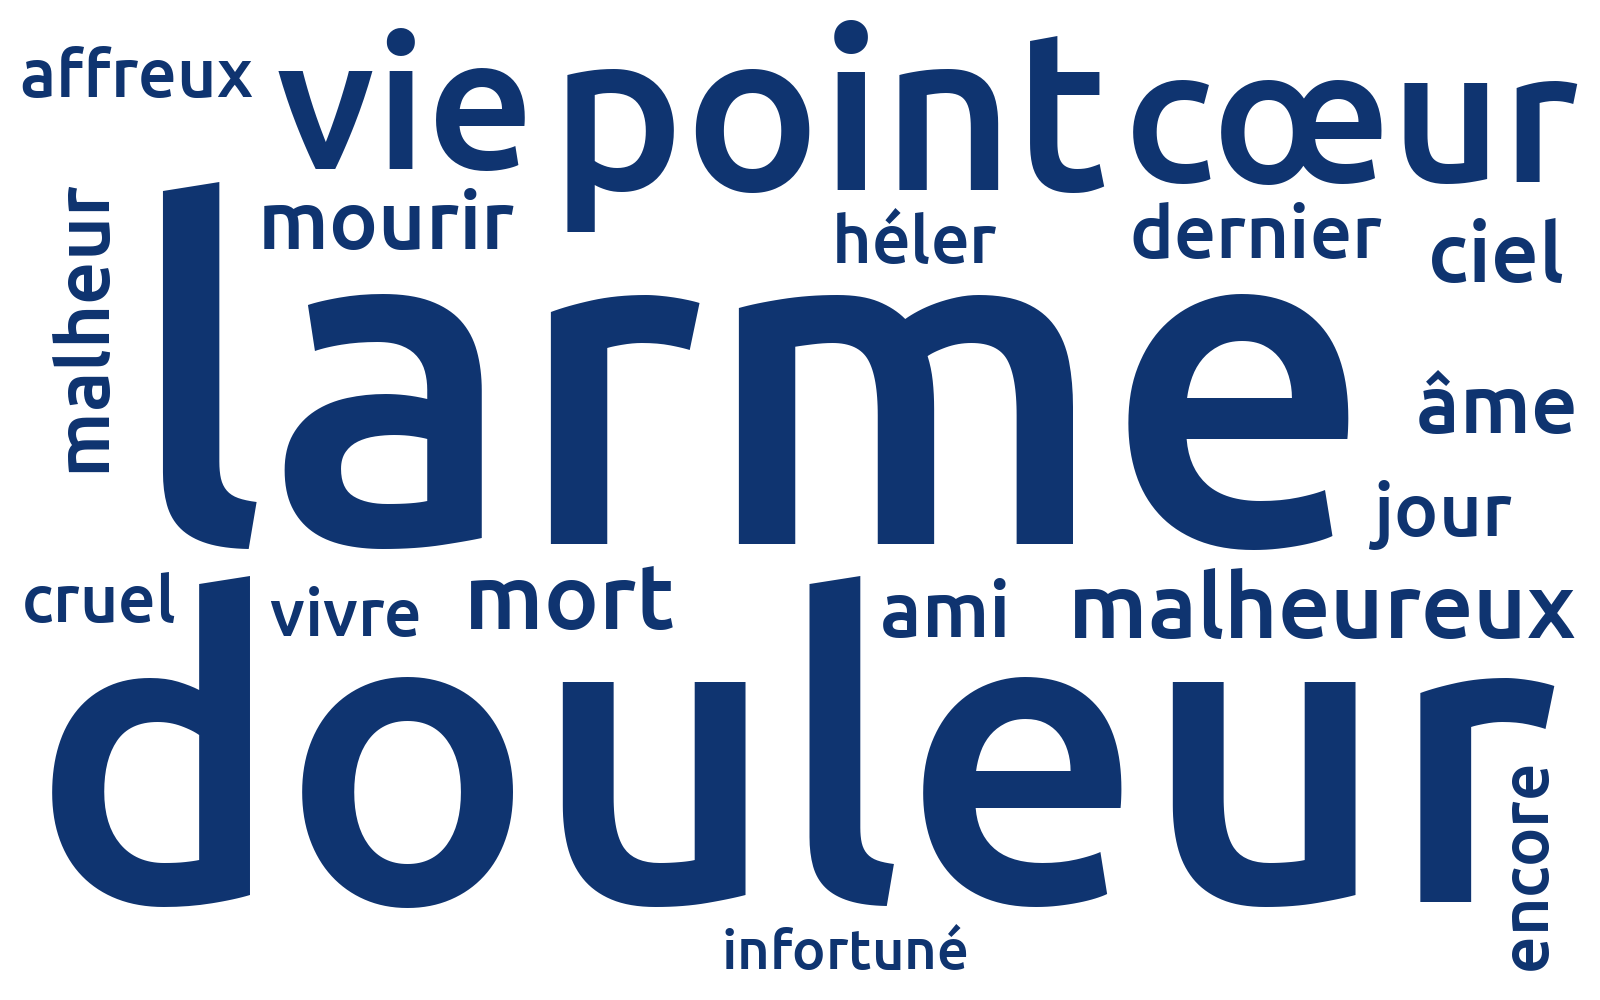 affreux
vie
point
cœur
malheur
mourir
héler
dernier
ciel
larme
âme
jour
cruel
vivre
mort
ami
malheureux
douleur
encore
infortuné